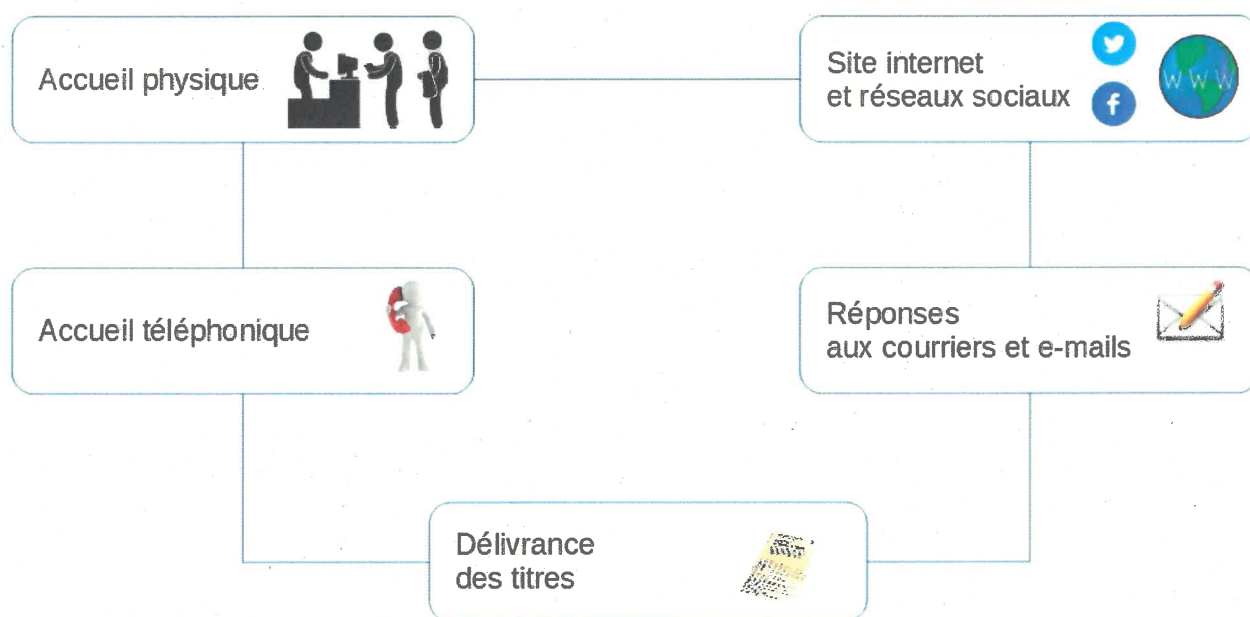 Accueil physique
Site internet
et réseaux sociaux
f
W W W
Accueil téléphonique
Réponses
aux courriers et e-mails
Délivrance
des titres